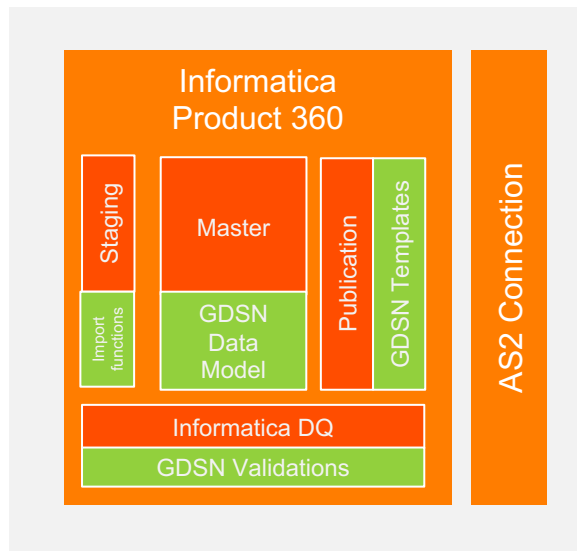 Informatica
Product 360
Staging
Import
functions
Master
GDSN
Data
Model
Publication
GDSN Templates
Informatica DQ
GDSN Validations
AS2 Connection